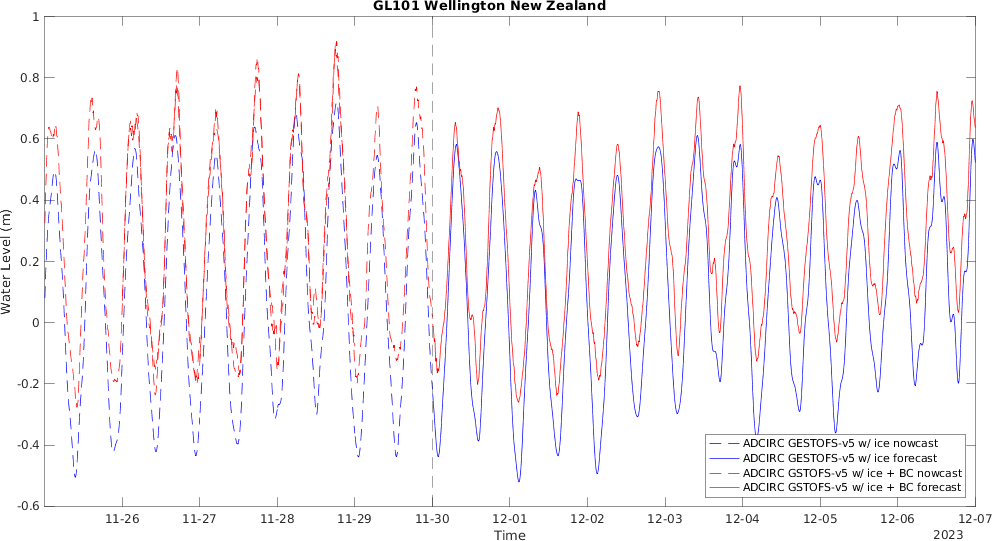 GL101 Wellington New Zealand
Water Level (m)
1
0.8
0.6
0.4
0.2
0
-0.2
-0.4
-0.6
ADCIRC GESTOFS-v5 w/ ice nowcast
ADCIRC GESTOFS-v5 w/ ice forecast
ADCIRC GSTOFS-v5 w/ ice + BC nowcast
ADCIRC GSTOFS-v5 w/ ice + BC forecast
11-26 11-27 11-28 11-29 11-30 12-01 12-02 12-03 12-04 12-05 12-06 12-07
Time
2023